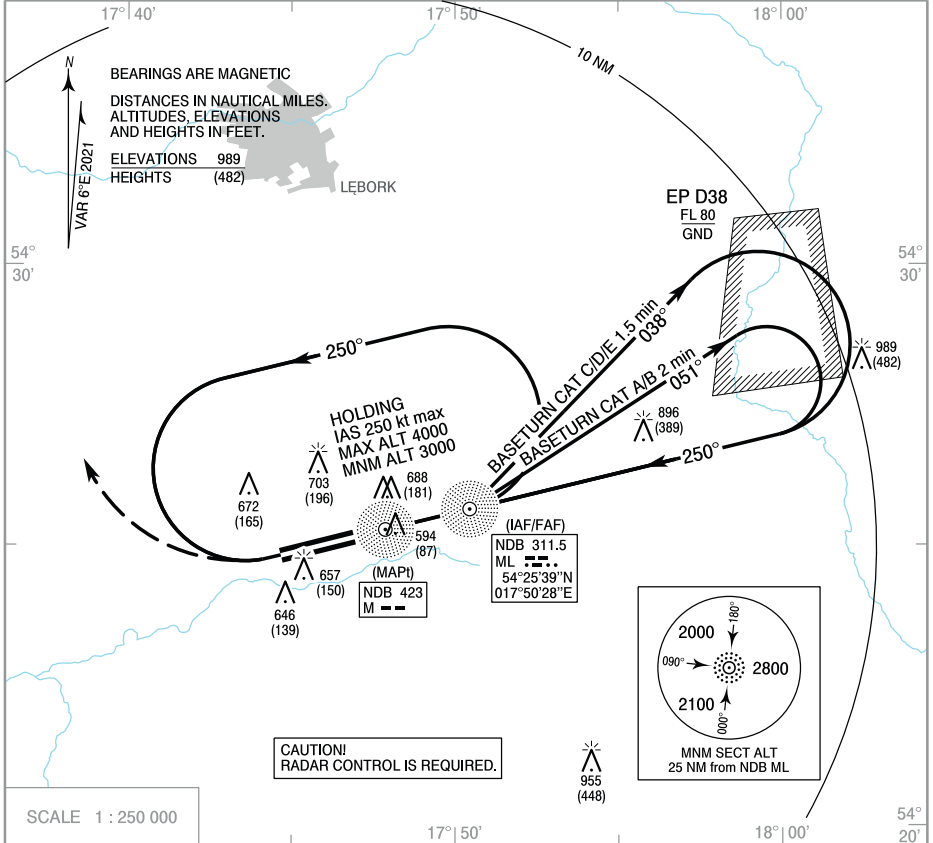 17°40'
17°50'
18°00'
N
VAR 6°E 2021
BEARINGS ARE MAGNETIC
DISTANCES IN NAUTICAL MILES.
ALTITUDES, ELEVATIONS
AND HEIGHTS IN FEET.
ELEVATIONS 989
HEIGHTS (482)
LĘBORK
10 NM
EP D38
FL 80
GND
54°
30'
54°
30'
BASETURN CAT C/D/E 1.5 min
038°
BASETURN CAT A/B 2 min
051°
250°
250°
989
(482)
896
(389)
HOLDING
IAS 250 kt max
MAX ALT 4000
MNM ALT 3000
703
(196)
688
(181)
672
(165)
594
(87)
657
(150)
646
(139)
(MAPt)
NDB 423
M
(IAF/FAF)
NDB 311.5
ML
54°25'39"N
017°50'28"E
2000
180°
090°
2800
2100
000°
MNM SECT ALT
25 NM from NDB ML
CAUTION!
RADAR CONTROL IS REQUIRED.
955
(448)
SCALE 1 : 250 000
17°50'
18°00'
54°
20'